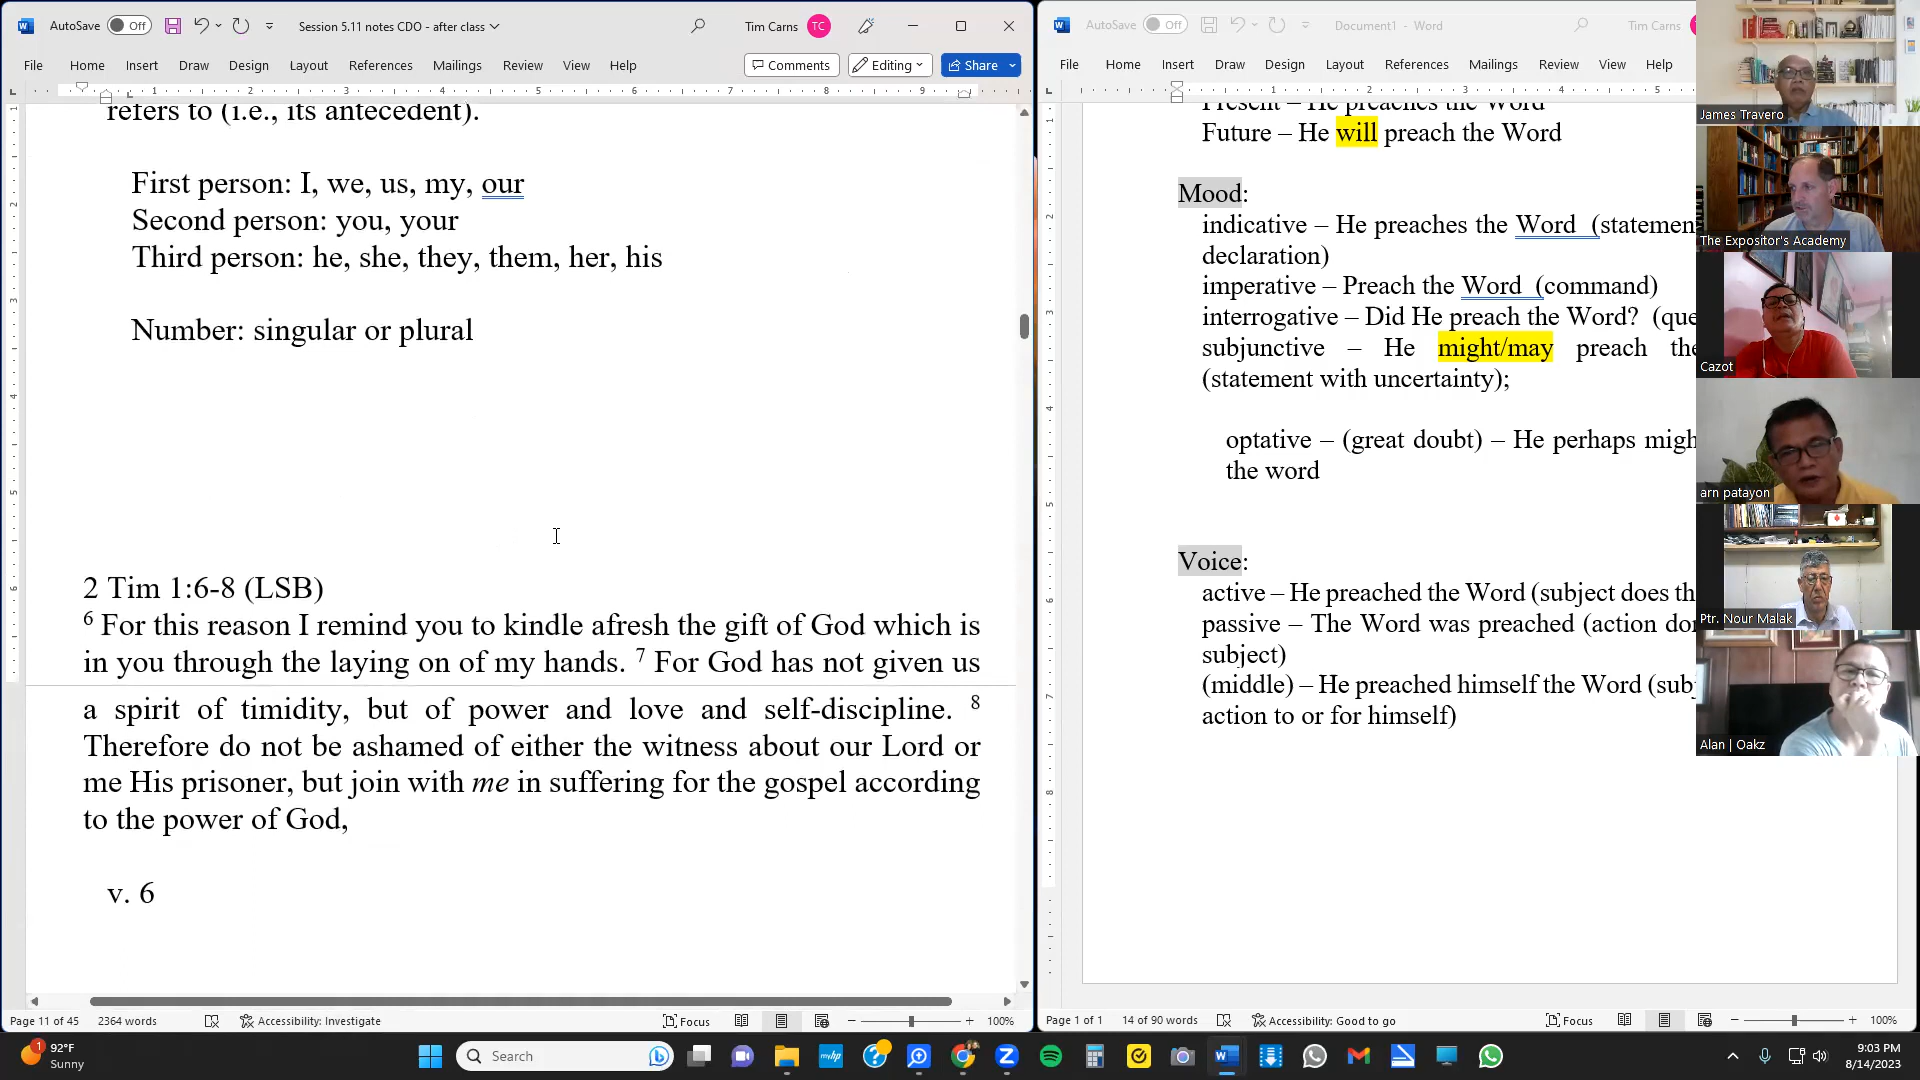 AutoSave Off Session 5.11 notes CDO - after class Tim Carns TC
File Home Insert Draw Design Layout References Mailings Review View Help Comments Editing Share
refers to (i.e., its antecedent).
First person: I, we, us, my, our
Second person: you, your
Third person: he, she, they, them, her, his
Number: singular or plural
2 Tim 1:6-8 (LSB)
6 For this reason I remind you to kindle afresh the gift of God which is
in you through the laying on of my hands. 7 For God has not given us
a spirit of timidity, but of power and love and self-discipline. 8
Therefore do not be ashamed of either the witness about our Lord or
me His prisoner, but join with me in suffering for the gospel according
to the power of God,
v. 6
Page 11 of 45 2364 words Accessibility: Investigate Focus 100%
AutoSave Off Document1 - Word Tim Carns
File Home Insert Draw Design Layout References Mailings Review View Help
Present – He preaches the Word
Future – He will preach the Word
Mood:
indicative – He preaches the Word (statemen
declaration)
imperative – Preach the Word (command)
interrogative – Did He preach the Word? (que
subjunctive – He might/may preach the
(statement with uncertainty);
optative – (great doubt) – He perhaps migh
the word
Voice:
active – He preached the Word (subject does th
passive – The Word was preached (action don
subject)
(middle) – He preached himself the Word (subj
action to or for himself)
Page 1 of 1 14 of 90 words Accessibility: Good to go Focus 100%
James Travero
The Expositor's Academy
Cazot
arn patayon
Ptr. Nour Malak
Alan | Oakz
92°F
Sunny
Search
9:03 PM
8/14/2023